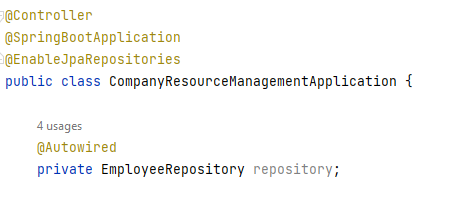 @Controller
@SpringBootApplication
@EnableJpaRepositories
public class CompanyResourceManagementApplication {
4 usages
@Autowired
private EmployeeRepository repository;